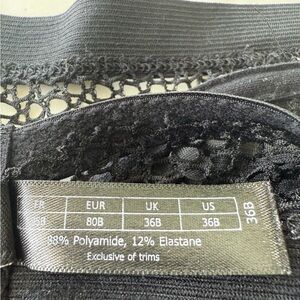 FR EUR UK US
80B 36B 36B
36B
88% Polyamide, 12% Elastane
Exclusive of trims